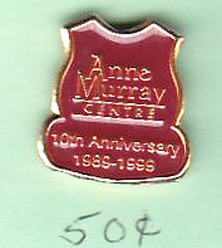 Anne
Murray
CENTRE
10th Anniversary
1989-1999
50¢